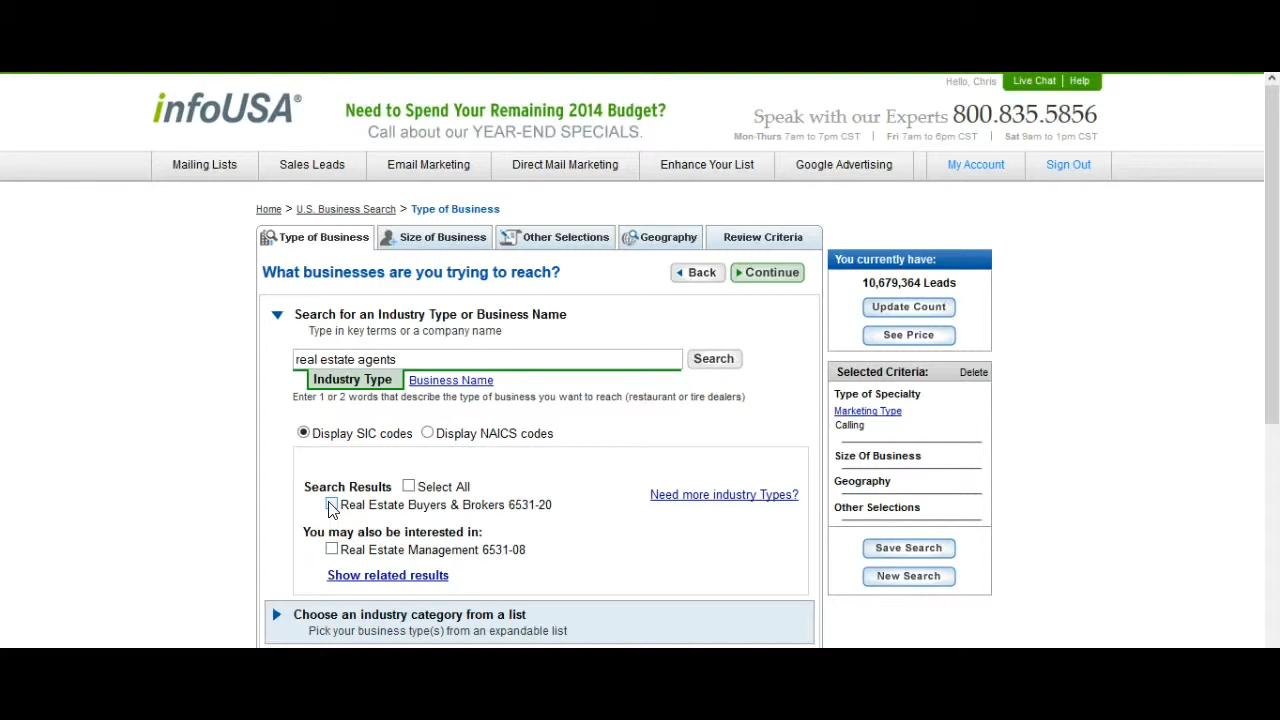 Hello, Chris
Live Chat | Help
infoUSA®
Need to Spend Your Remaining 2014 Budget?
Call about our YEAR-END SPECIALS.
Speak with our Experts 800.835.5856
Mon-Thurs 7am to 7pm CST | Fri 7am to 6pm CST | Sat 9am to 1pm CST
Mailing Lists
Sales Leads
Email Marketing
Direct Mail Marketing
Enhance Your List
Google Advertising
My Account
Sign Out
Home > U.S. Business Search > Type of Business
Type of Business
Size of Business
Other Selections
Geography
Review Criteria
What businesses are you trying to reach?
Back
Continue
Search for an Industry Type or Business Name
Type in key terms or a company name
real estate agents
Search
Industry Type
Business Name
Enter 1 or 2 words that describe the type of business you want to reach (restaurant or tire dealers)
Display SIC codes
Display NAICS codes
Search Results
Select All
Real Estate Buyers & Brokers 6531-20
Need more industry Types?
You may also be interested in:
Real Estate Management 6531-08
Show related results
Choose an industry category from a list
Pick your business type(s) from an expandable list
You currently have:
10,679,364 Leads
Update Count
See Price
Selected Criteria:
Delete
Type of Specialty
Marketing Type
Calling
Size Of Business
Geography
Other Selections
Save Search
New Search